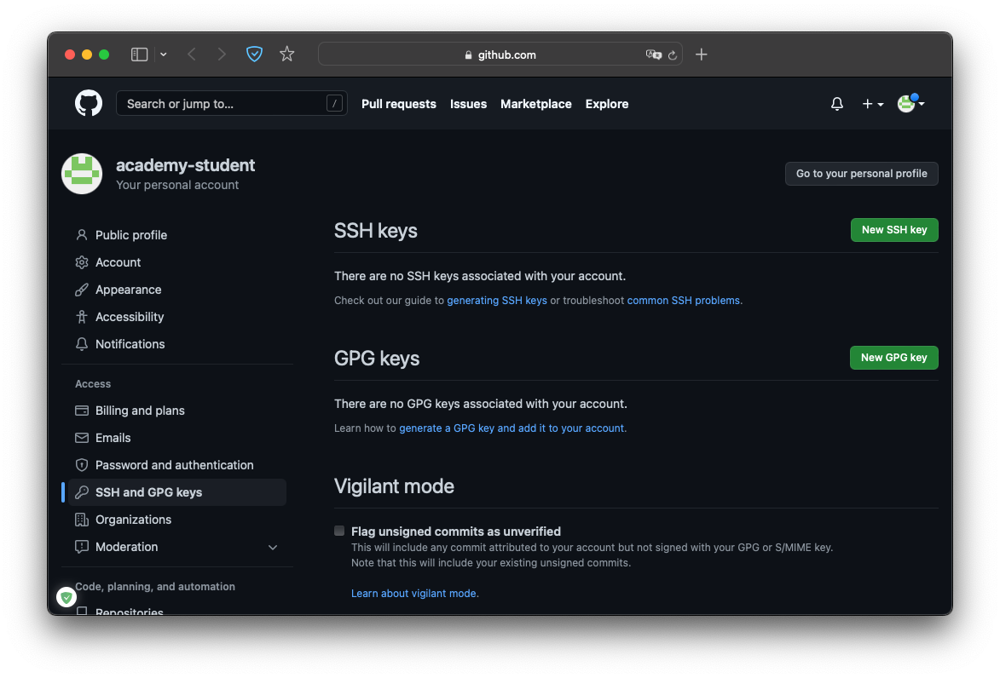 github.com
Search or jump to...
/
Pull requests
Issues
Marketplace
Explore
academy-student
Your personal account
Go to your personal profile
Public profile
Account
Appearance
Accessibility
Notifications
Access
Billing and plans
Emails
Password and authentication
SSH and GPG keys
Organizations
Moderation
Code, planning, and automation
Repositories
SSH keys
New SSH key
There are no SSH keys associated with your account.
Check out our guide to generating SSH keys or troubleshoot common SSH problems.
GPG keys
New GPG key
There are no GPG keys associated with your account.
Learn how to generate a GPG key and add it to your account.
Vigilant mode
Flag unsigned commits as unverified
This will include any commit attributed to your account but not signed with your GPG or S/MIME key.
Note that this will include your existing unsigned commits.
Learn about vigilant mode.